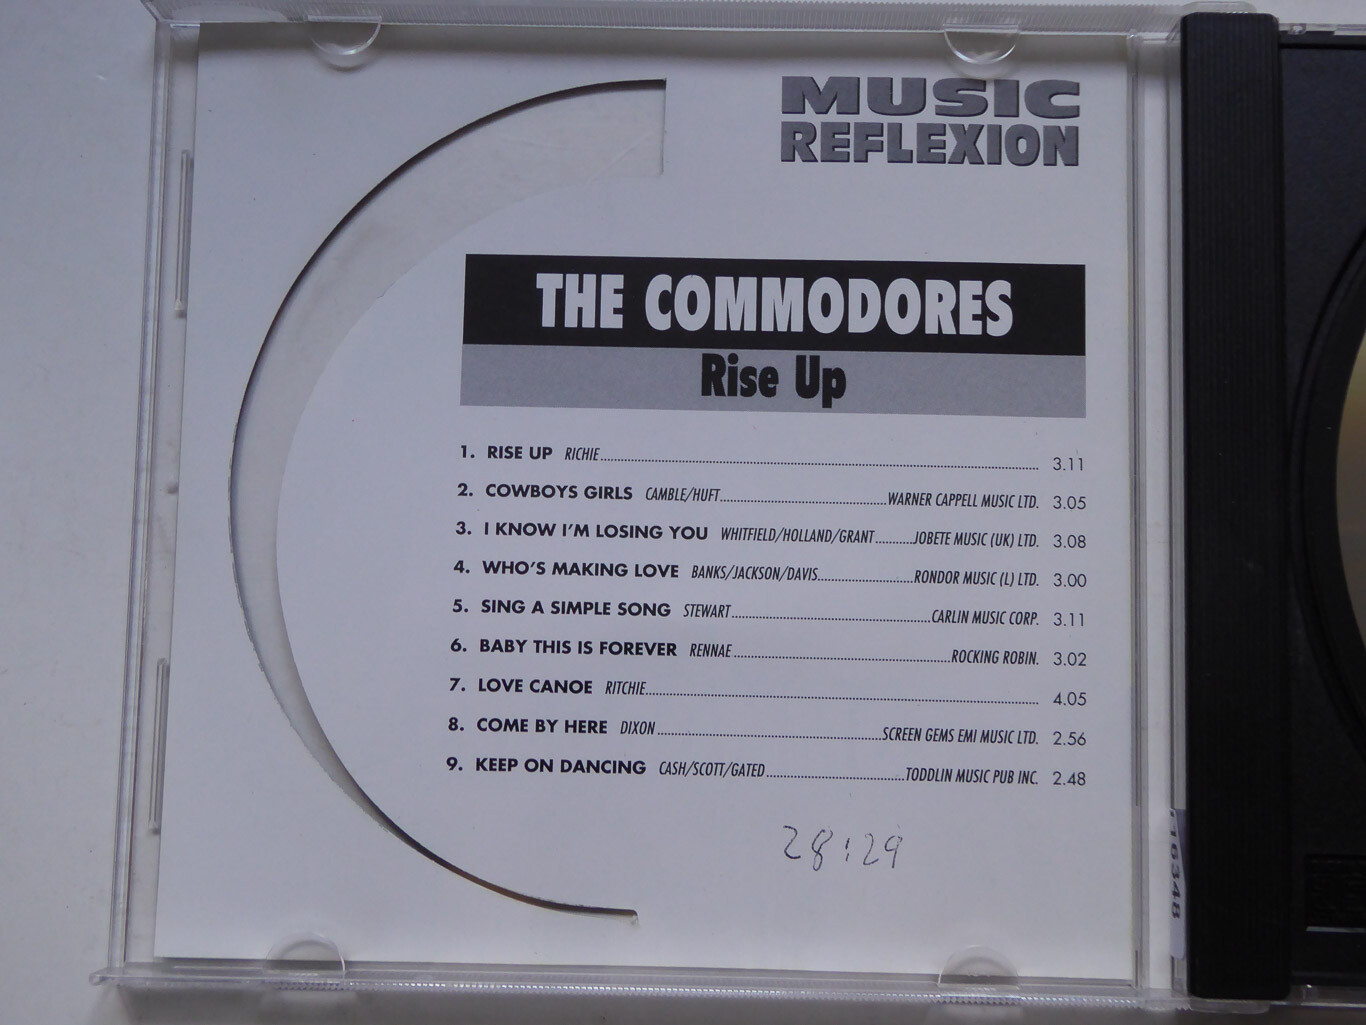 MUSIC
REFLEXION
THE COMMODORES
Rise Up
1. RISE UP RICHIE 3.11
2. COWBOYS GIRLS CAMBLE/HUFT WARNER CAPPELL MUSIC LTD. 3.05
3. I KNOW I'M LOSING YOU WHITFIELD/HOLLAND/GRANT JOBETE MUSIC (UK) LTD. 3.08
4. WHO'S MAKING LOVE BANKS/JACKSON/DAVIS RONDOR MUSIC (L) LTD. 3.00
5. SING A SIMPLE SONG STEWART CARLIN MUSIC CORP. 3.11
6. BABY THIS IS FOREVER RENNAE ROCKING ROBIN. 3.02
7. LOVE CANOE RITCHIE 4.05
8. COME BY HERE DIXON SCREEN GEMS EMI MUSIC LTD. 2.56
9. KEEP ON DANCING CASH/SCOTT/GATED TODDLIN MUSIC PUB INC. 2.48
28:29